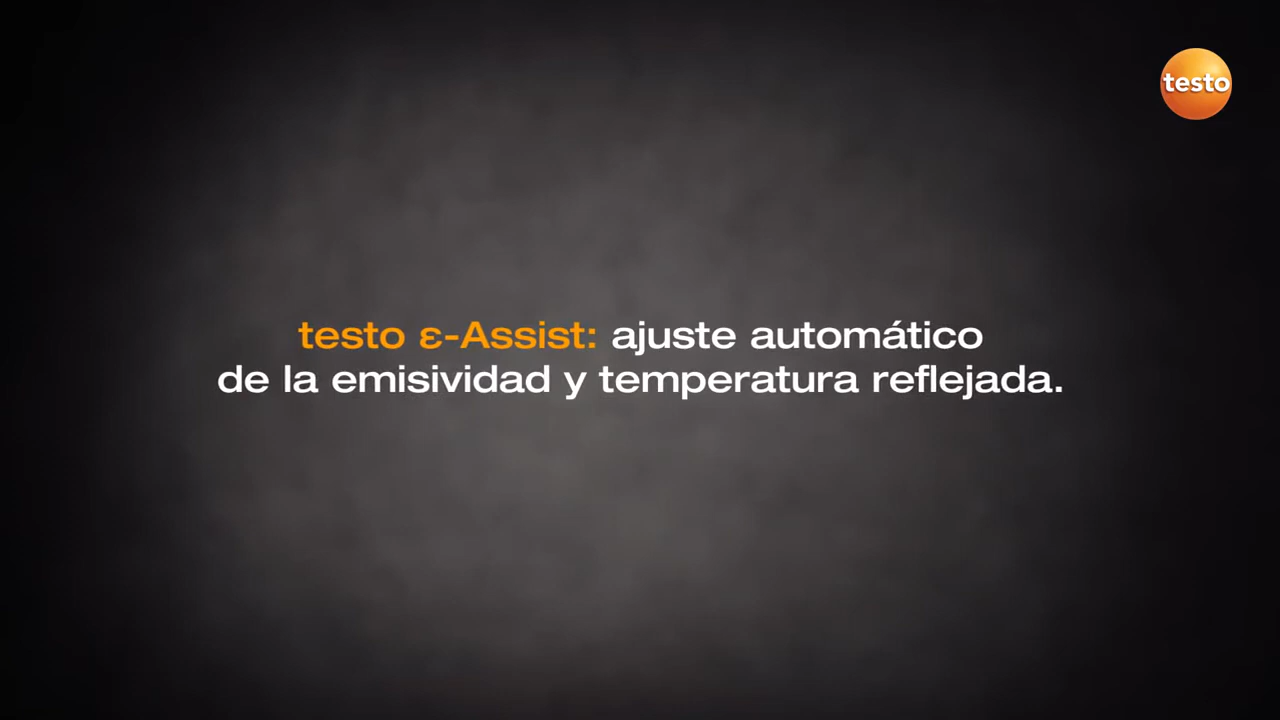 testo
testo ε-Assist: ajuste automático
de la emisividad y temperatura reflejada.